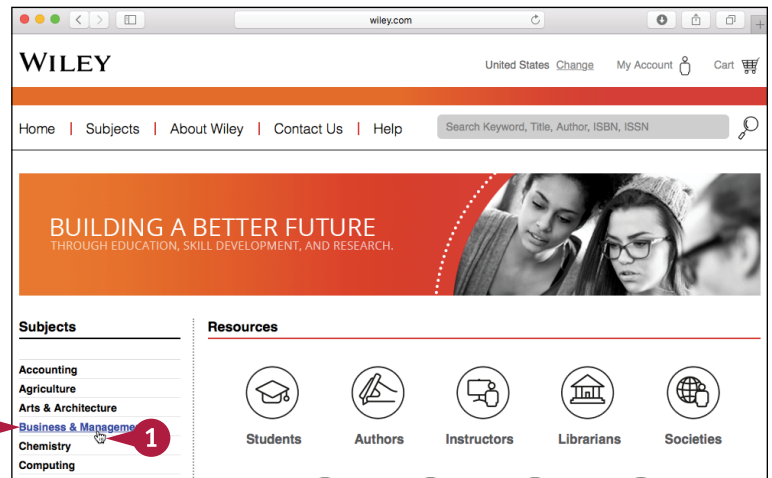 wiley.com
WILEY
United States Change My Account Cart
Home | Subjects | About Wiley | Contact Us | Help
Search Keyword, Title, Author, ISBN, ISSN
BUILDING A BETTER FUTURE
THROUGH EDUCATION, SKILL DEVELOPMENT, AND RESEARCH.
Subjects
Resources
Accounting
Agriculture
Arts & Architecture
Business & Manageme
1
Chemistry
Computing
Students Authors Instructors Librarians Societies